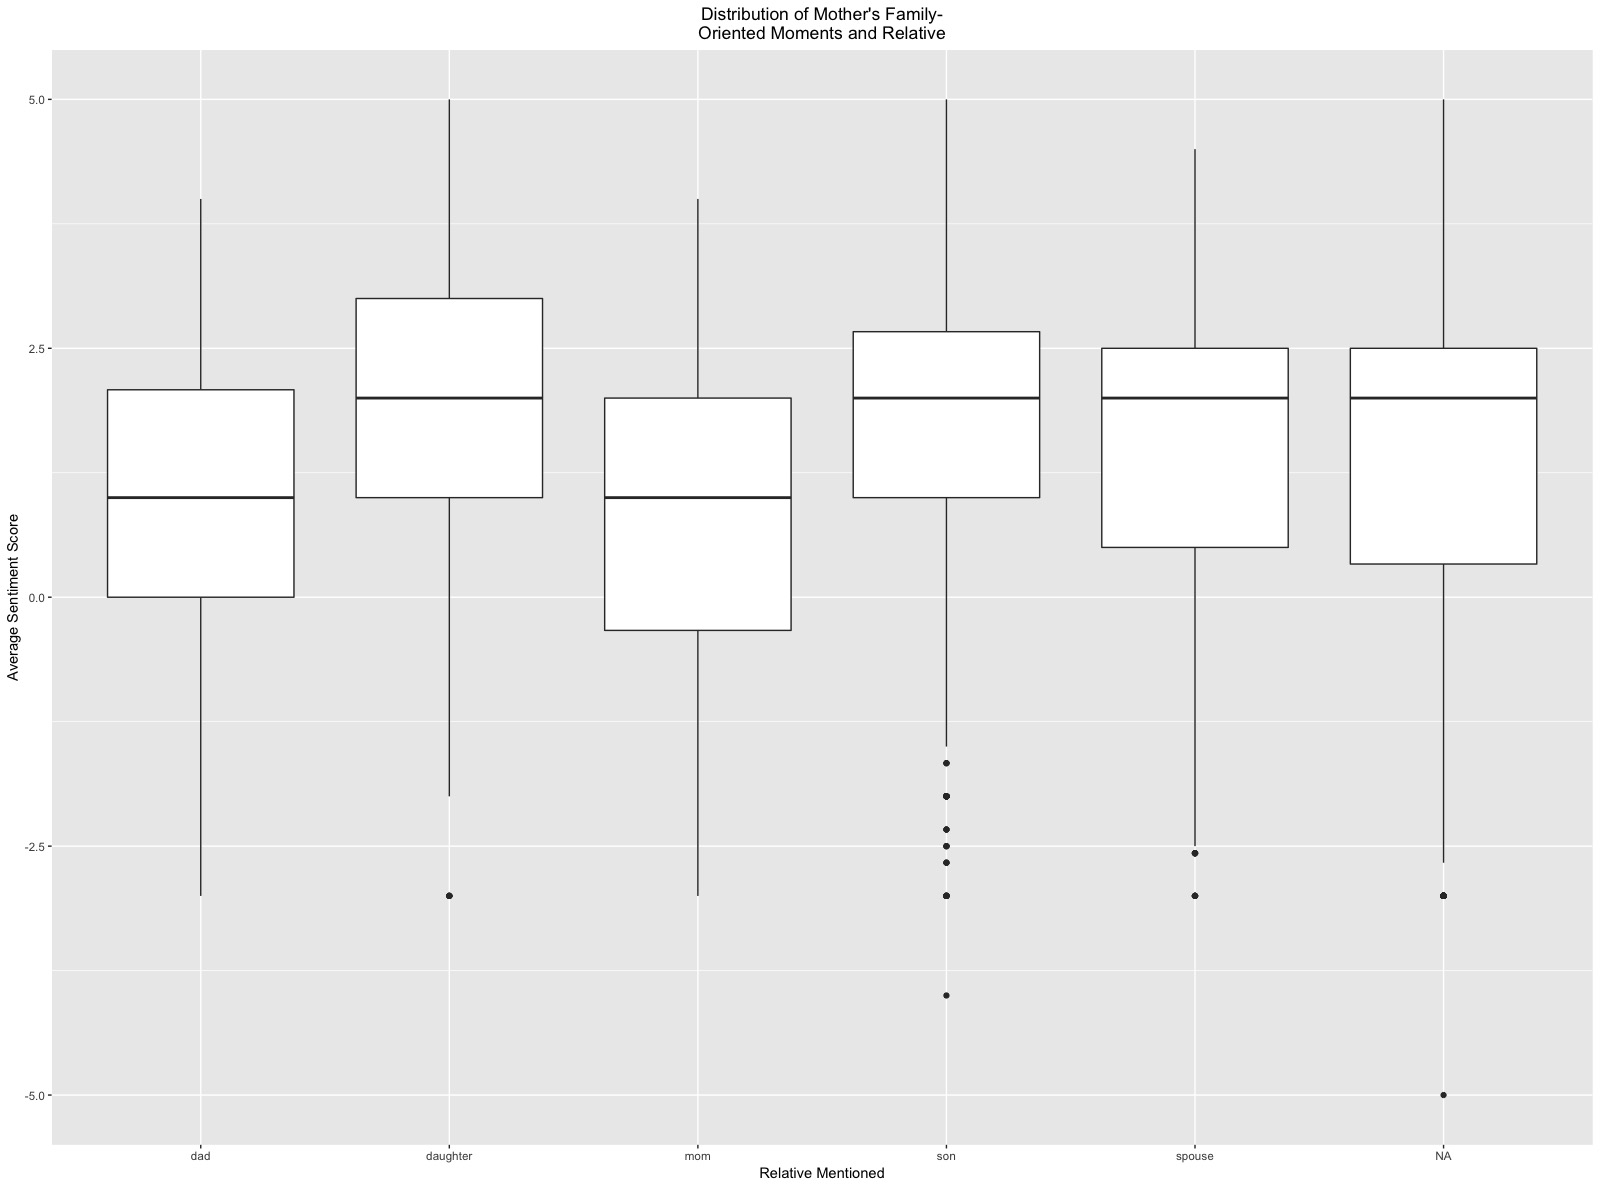 Distribution of Mother's Family-
Oriented Moments and Relative
Average Sentiment Score
5.0
2.5
0.0
-2.5
-5.0
dad
daughter
mom
son
spouse
NA
Relative Mentioned